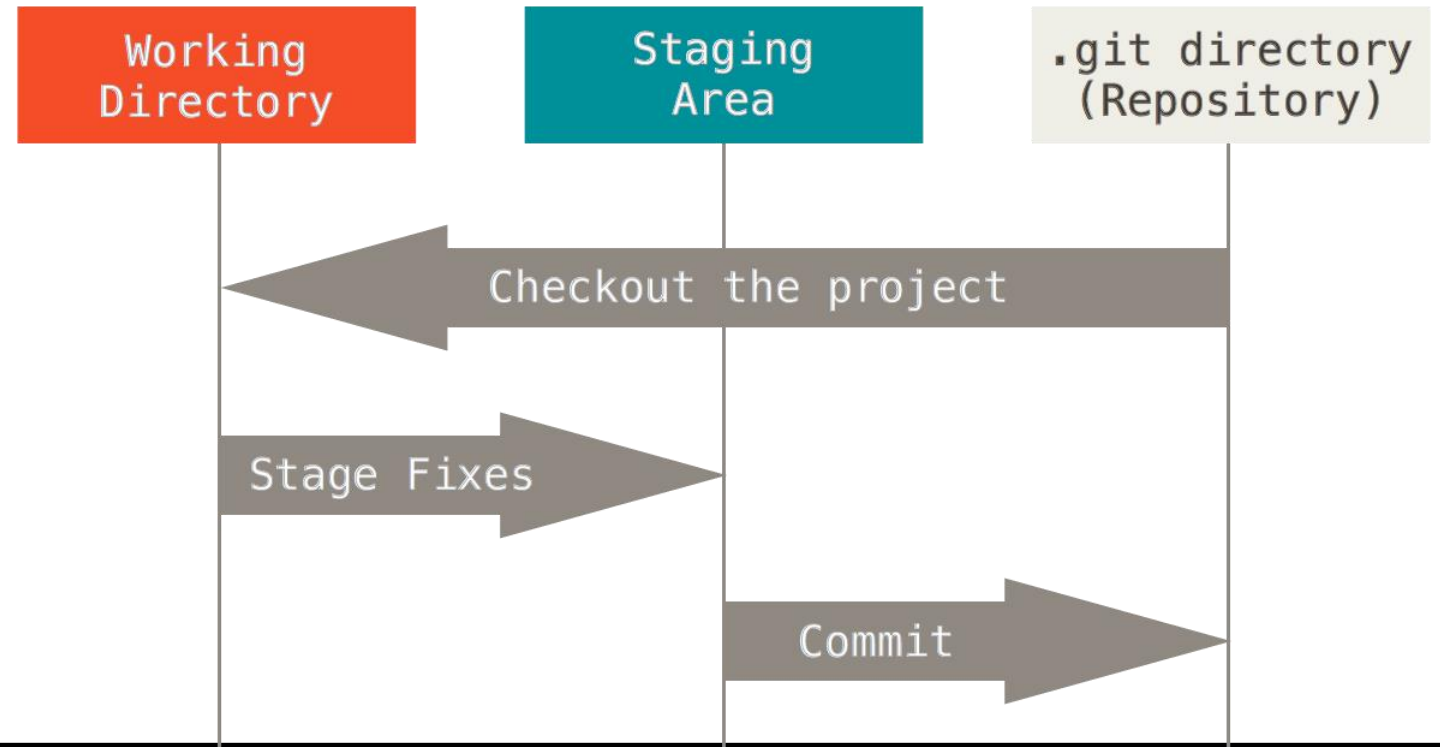 Working
Directory
Staging
Area
.git directory
(Repository)
Checkout the project
Stage Fixes
Commit